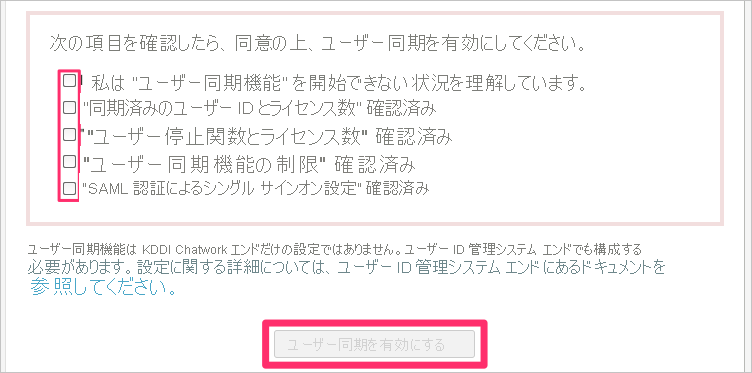 次の項目を確認したら、同意の上、ユーザー同期を有効にしてください。
私は "ユーザー同期機能" を開始できない状況を理解しています。
"同期済みのユーザー ID とライセンス数" 確認済み
"ユーザー停止関数とライセンス数" 確認済み
"ユーザー同期機能の制限" 確認済み
"SAML 認証によるシングル サインオン設定" 確認済み
ユーザー同期機能は KDDI Chatwork エンドだけの設定ではありません。ユーザー ID 管理システム エンドでも構成する
必要があります。設定に関する詳細については、ユーザー ID 管理システム エンドにあるドキュメントを
参照してください。
ユーザー同期を有効にする